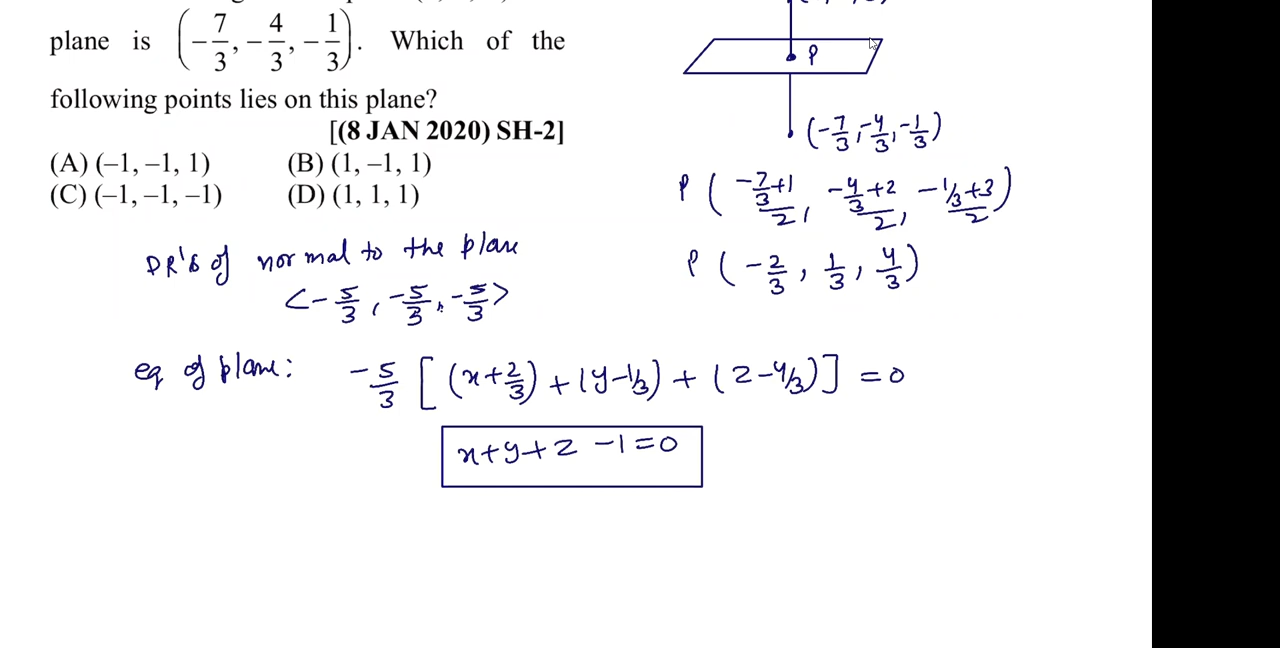 plane is (−7/3, −4/3, −1/3). Which of the
following points lies on this plane?
[(8 JAN 2020) SH-2]
(A) (–1, –1, 1) (B) (1, –1, 1)
(C) (–1, –1, –1) (D) (1, 1, 1)
P
(-7/3, -4/3, -1/3)
P ( (-7/3+1)/2, (-4/3+2)/2, (-1/3+3)/2 )
P (-2/3, 1/3, 4/3)
DR's of normal to the plane
<-5/3, -5/3, -5/3>
eq of plane: -5/3 [(x+2/3) + (y-1/3) + (z-4/3)] = 0
x+y+z -1=0